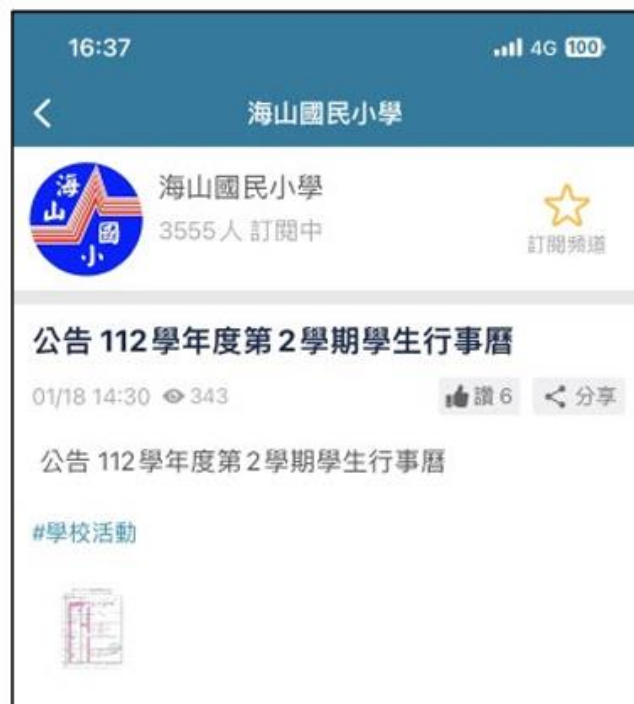 16:37
4G 100
海山國民小學
海山國小
海山國民小學
3555人 訂閱中
訂閱頻道
公告 112學年度第2學期學生行事曆
01/18 14:30 343
讚 6 分享
公告 112學年度第2學期學生行事曆
#學校活動